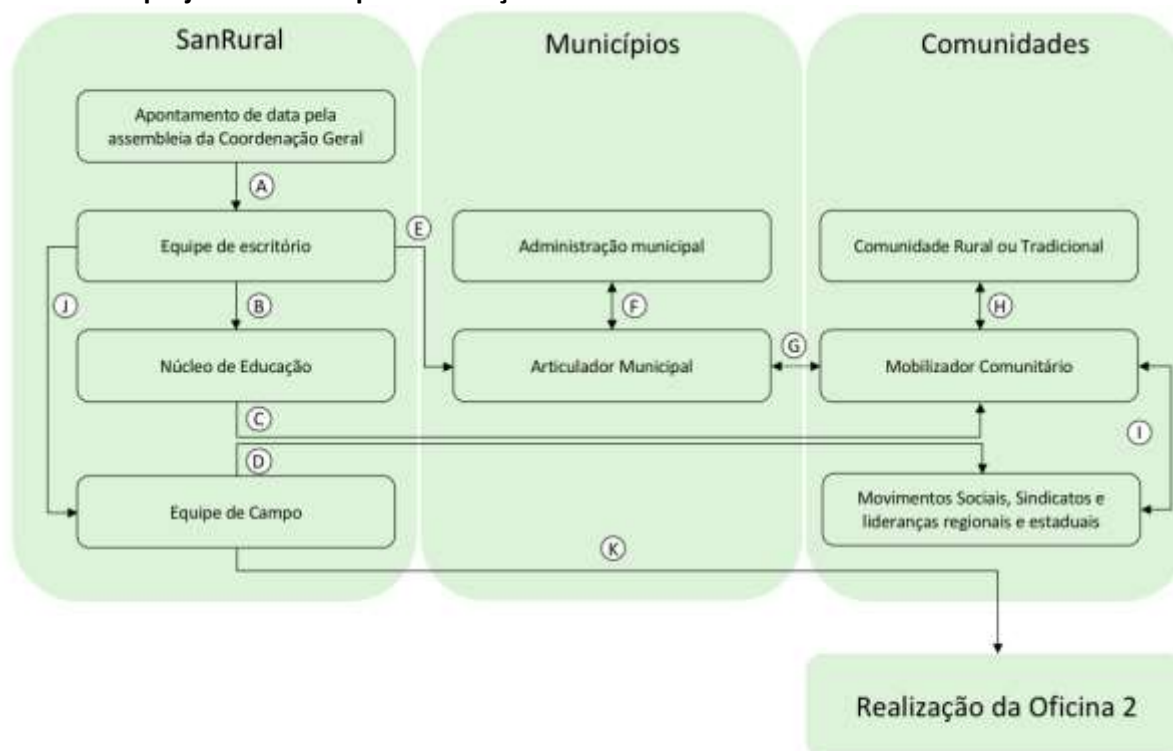 SanRural
Municípios
Comunidades
Apontamento de data pela
assembleia da Coordenação Geral
A
Equipe de escritório
E
Administração municipal
Comunidade Rural ou Tradicional
J
B
F
H
Núcleo de Educação
Articulador Municipal
G
Mobilizador Comunitário
C
I
D
Equipe de Campo
Movimentos Sociais, Sindicatos e
lideranças regionais e estaduais
K
Realização da Oficina 2